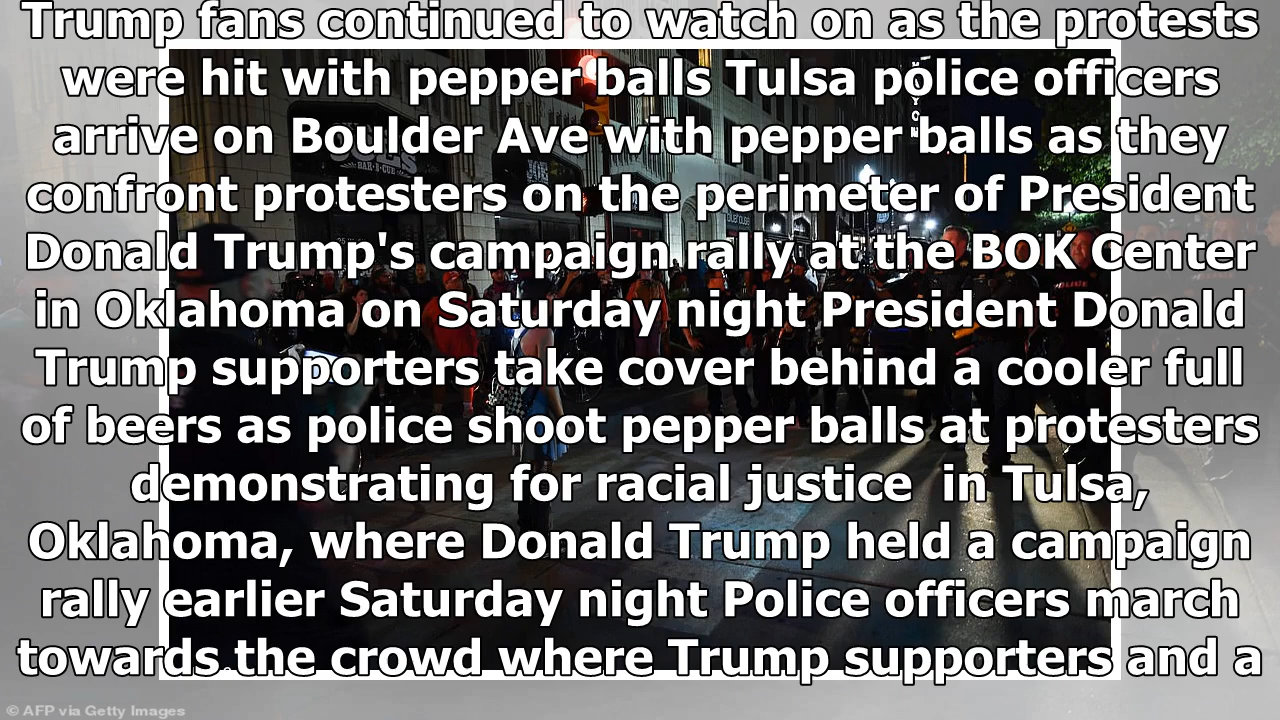 Trump fans continued to watch on as the protests
were hit with pepper balls Tulsa police officers
arrive on Boulder Ave with pepper balls as they
confront protesters on the perimeter of President
Donald Trump's campaign rally at the BOK Center
in Oklahoma on Saturday night President Donald
Trump supporters take cover behind a cooler full
of beers as police shoot pepper balls at protesters
demonstrating for racial justice  in Tulsa,
Oklahoma, where Donald Trump held a campaign
rally earlier Saturday night Police officers march
towards the crowd where Trump supporters and a
BAR-B-CUE
JOE
POLICE
© AFP via Getty Images